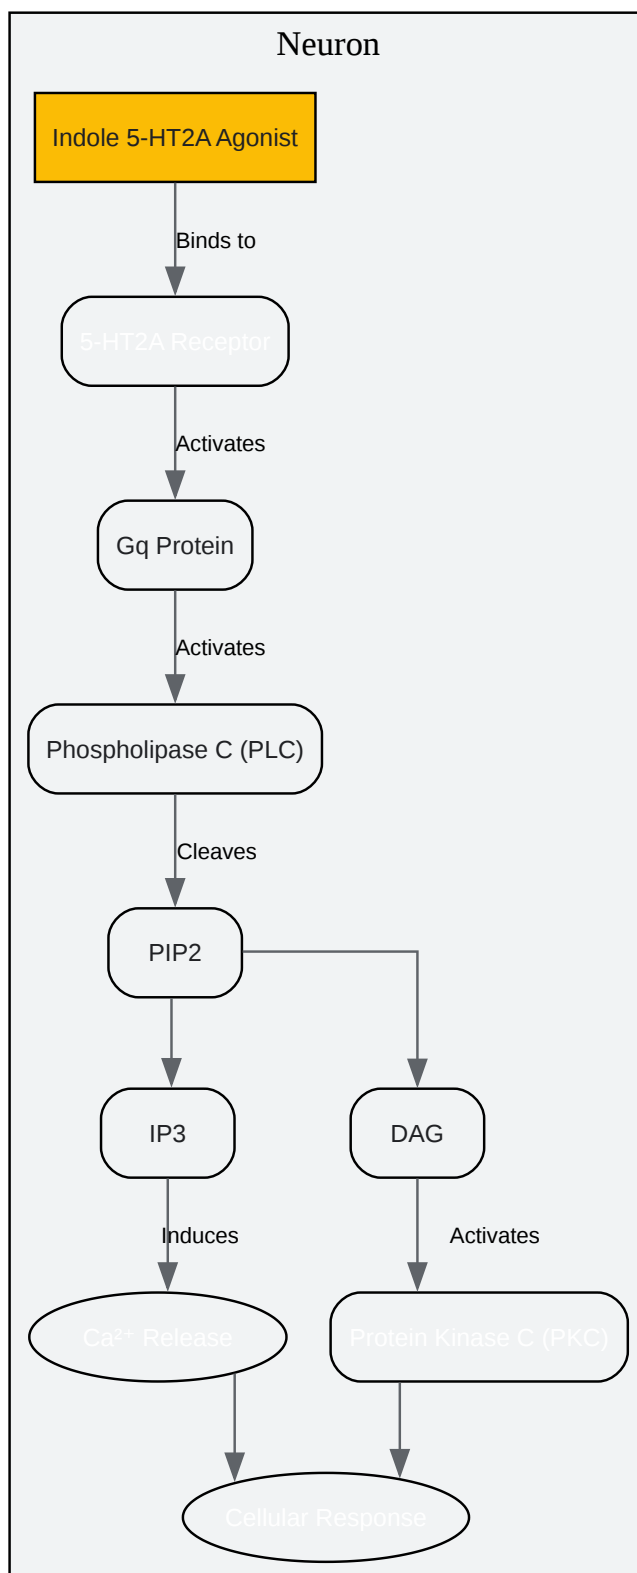 Neuron
Indole 5-HT2A Agonist
Binds to
5-HT2A Receptor
Activates
Gq Protein
Activates
Phospholipase C (PLC)
Cleaves
PIP2
IP3
DAG
Induces
Activates
Ca²⁺ Release
Protein Kinase C (PKC)
Cellular Response